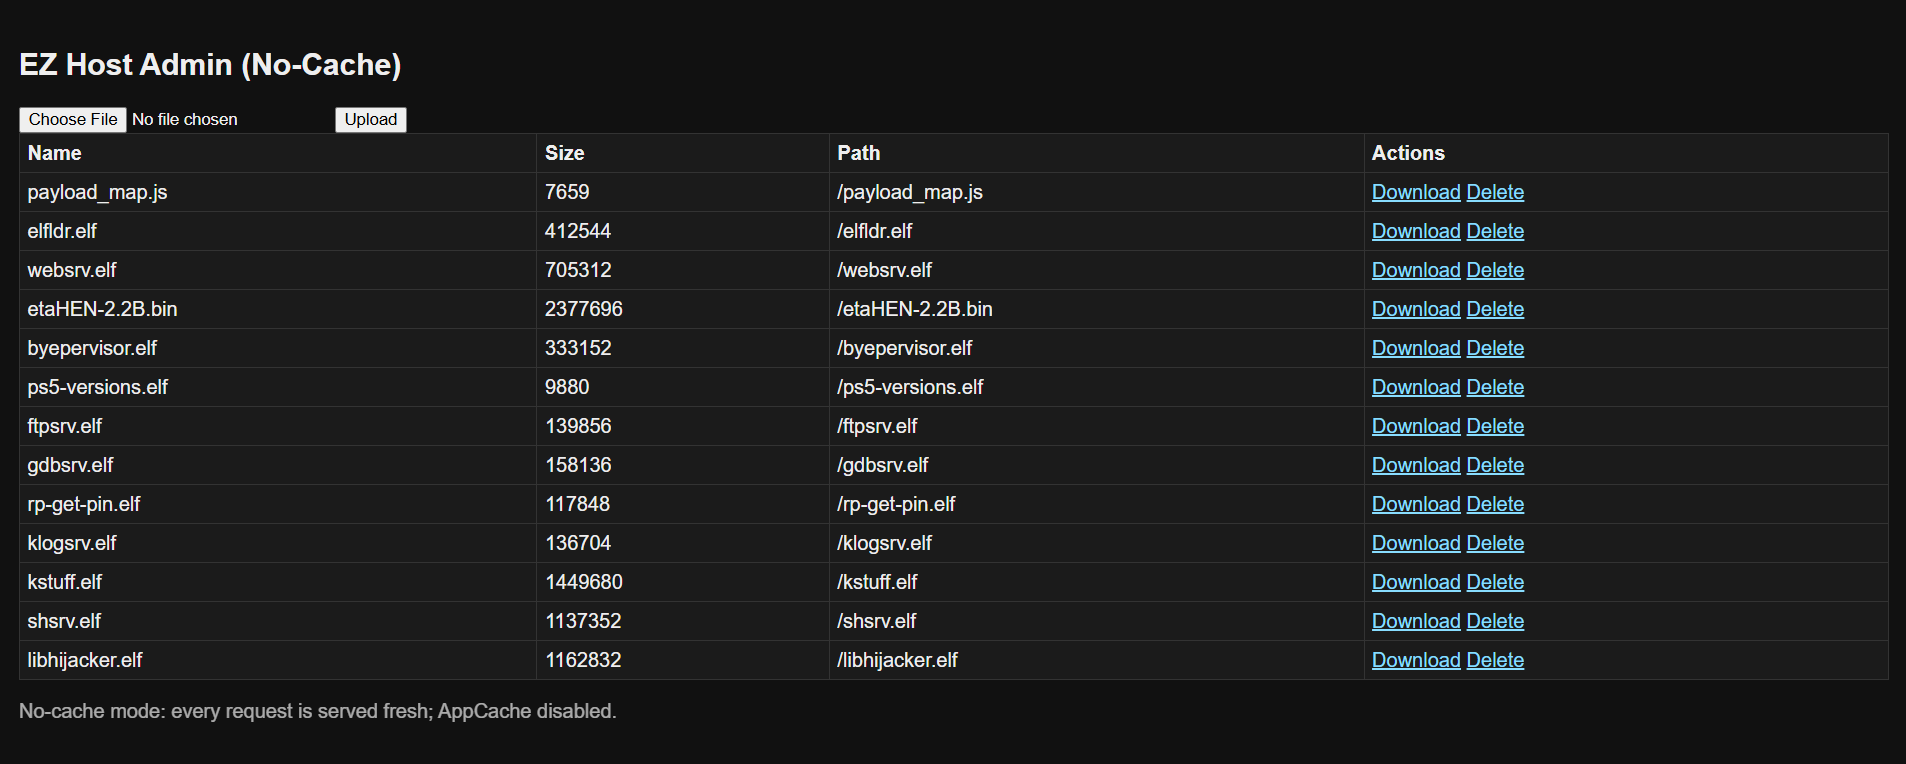 EZ Host Admin (No-Cache)
Choose File No file chosen Upload
Name Size Path Actions
payload_map.js 7659 /payload_map.js Download Delete
elfldr.elf 412544 /elfldr.elf Download Delete
websrv.elf 705312 /websrv.elf Download Delete
etaHEN-2.2B.bin 2377696 /etaHEN-2.2B.bin Download Delete
byepervisor.elf 333152 /byepervisor.elf Download Delete
ps5-versions.elf 9880 /ps5-versions.elf Download Delete
ftpsrv.elf 139856 /ftpsrv.elf Download Delete
gdbsrv.elf 158136 /gdbsrv.elf Download Delete
rp-get-pin.elf 117848 /rp-get-pin.elf Download Delete
klogsrv.elf 136704 /klogsrv.elf Download Delete
kstuff.elf 1449680 /kstuff.elf Download Delete
shsrv.elf 1137352 /shsrv.elf Download Delete
libhijacker.elf 1162832 /libhijacker.elf Download Delete
No-cache mode: every request is served fresh; AppCache disabled.